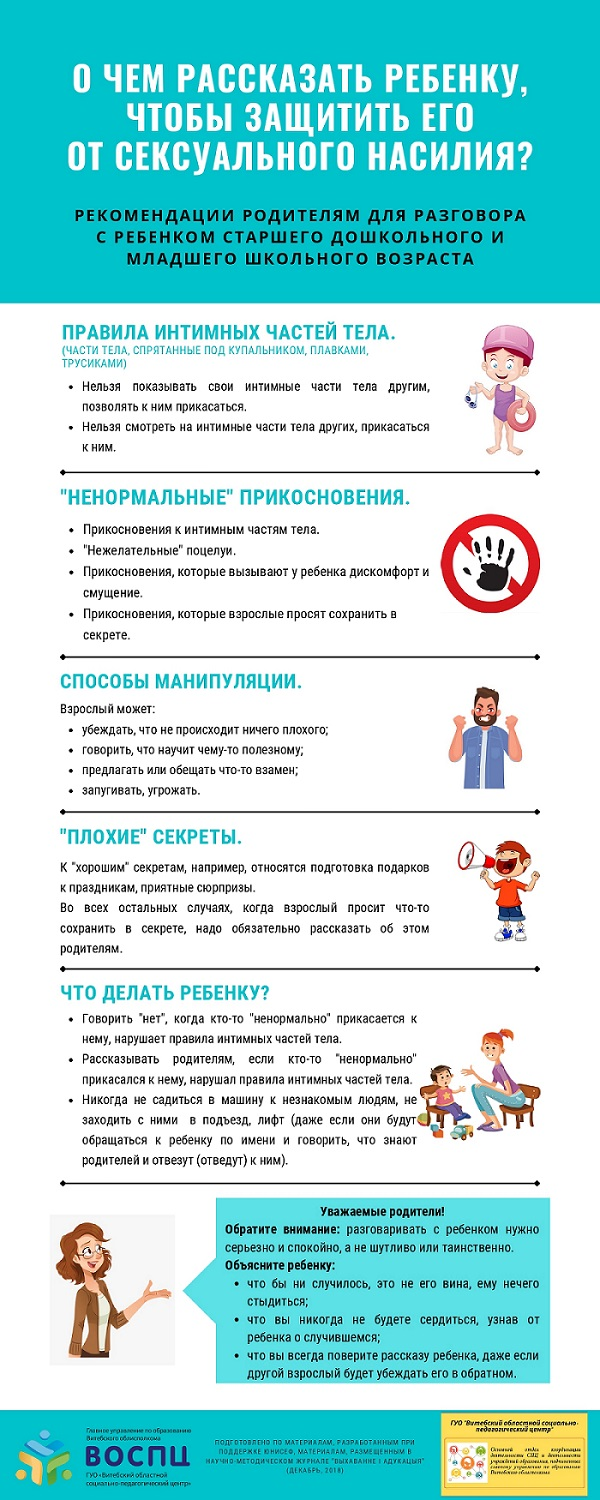 О ЧЕМ РАССКАЗАТЬ РЕБЕНКУ,
ЧТОБЫ ЗАЩИТИТЬ ЕГО
ОТ СЕКСУАЛЬНОГО НАСИЛИЯ?
РЕКОМЕНДАЦИИ РОДИТЕЛЯМ ДЛЯ РАЗГОВОРА
С РЕБЕНКОМ СТАРШЕГО ДОШКОЛЬНОГО И
МЛАДШЕГО ШКОЛЬНОГО ВОЗРАСТА
ПРАВИЛА ИНТИМНЫХ ЧАСТЕЙ ТЕЛА.
(ЧАСТИ ТЕЛА, СПРЯТАННЫЕ ПОД КУПАЛЬНИКОМ, ПЛАВКАМИ,
ТРУСИКАМИ)
• Нельзя показывать свои интимные части тела другим,
позволять к ним прикасаться.
• Нельзя смотреть на интимные части тела других, прикасаться
к ним.
"НЕНОРМАЛЬНЫЕ" ПРИКОСНОВЕНИЯ.
• Прикосновения к интимным частям тела.
• "Нежелательные" поцелуи.
• Прикосновения, которые вызывают у ребенка дискомфорт и
смущение.
• Прикосновения, которые взрослые просят сохранить в
секрете.
СПОСОБЫ МАНИПУЛЯЦИИ.
Взрослый может:
• убеждать, что не происходит ничего плохого;
• говорить, что научит чему-то полезному;
• предлагать или обещать что-то взамен;
• запугивать, угрожать.
"ПЛОХИЕ" СЕКРЕТЫ.
К "хорошим" секретам, например, относятся подготовка подарков
к праздникам, приятные сюрпризы.
Во всех остальных случаях, когда взрослый просит что-то
сохранить в секрете, надо обязательно рассказать об этом
родителям.
ЧТО ДЕЛАТЬ РЕБЕНКУ?
• Говорить "нет", когда кто-то "ненормально" прикасается к
нему, нарушает правила интимных частей тела.
• Рассказывать родителям, если кто-то "ненормально"
прикасался к нему, нарушал правила интимных частей тела.
• Никогда не садиться в машину к незнакомым людям, не
заходить с ними в подъезд, лифт (даже если они будут
обращаться к ребенку по имени и говорить, что знают
родителей и отвезут (отведут) к ним).
Уважаемые родители!
Обратите внимание: разговаривать с ребенком нужно
серьезно и спокойно, а не шутливо или таинственно.
Объясните ребенку:
• что бы ни случилось, это не его вина, ему нечего
стыдиться;
• что вы никогда не будете сердиться, узнав от
ребенка о случившемся;
• что вы всегда поверите рассказу ребенка, даже если
другой взрослый будет убеждать его в обратном.
Главное управление по образованию
Витебского облисполкома
ВОСПЦ
ГУО «Витебский областной
социально-педагогический центр»
ПОДГОТОВЛЕНО ПО МАТЕРИАЛАМ, РАЗРАБОТАННЫМ ПРИ
ПОДДЕРЖКЕ ЮНИСЕФ, МАТЕРИАЛАМ, РАЗМЕЩЕННЫМ В
НАУЧНО-МЕТОДИЧЕСКОМ ЖУРНАЛЕ "ВЫХАВАННЕ І АДУКАЦЫЯ"
(ДЕКАБРЬ, 2018)
ГУО "Витебский областной социально-
педагогический центр"